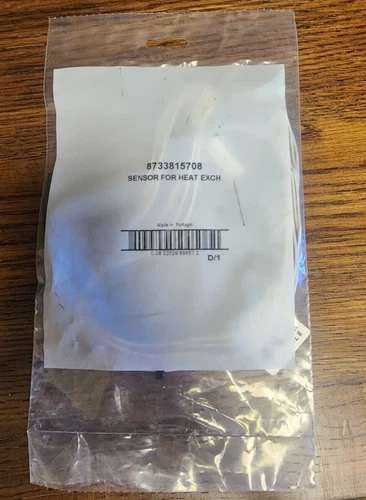 8733815708
SENSOR FOR HEAT EXCH
Made in Portugal
D/1